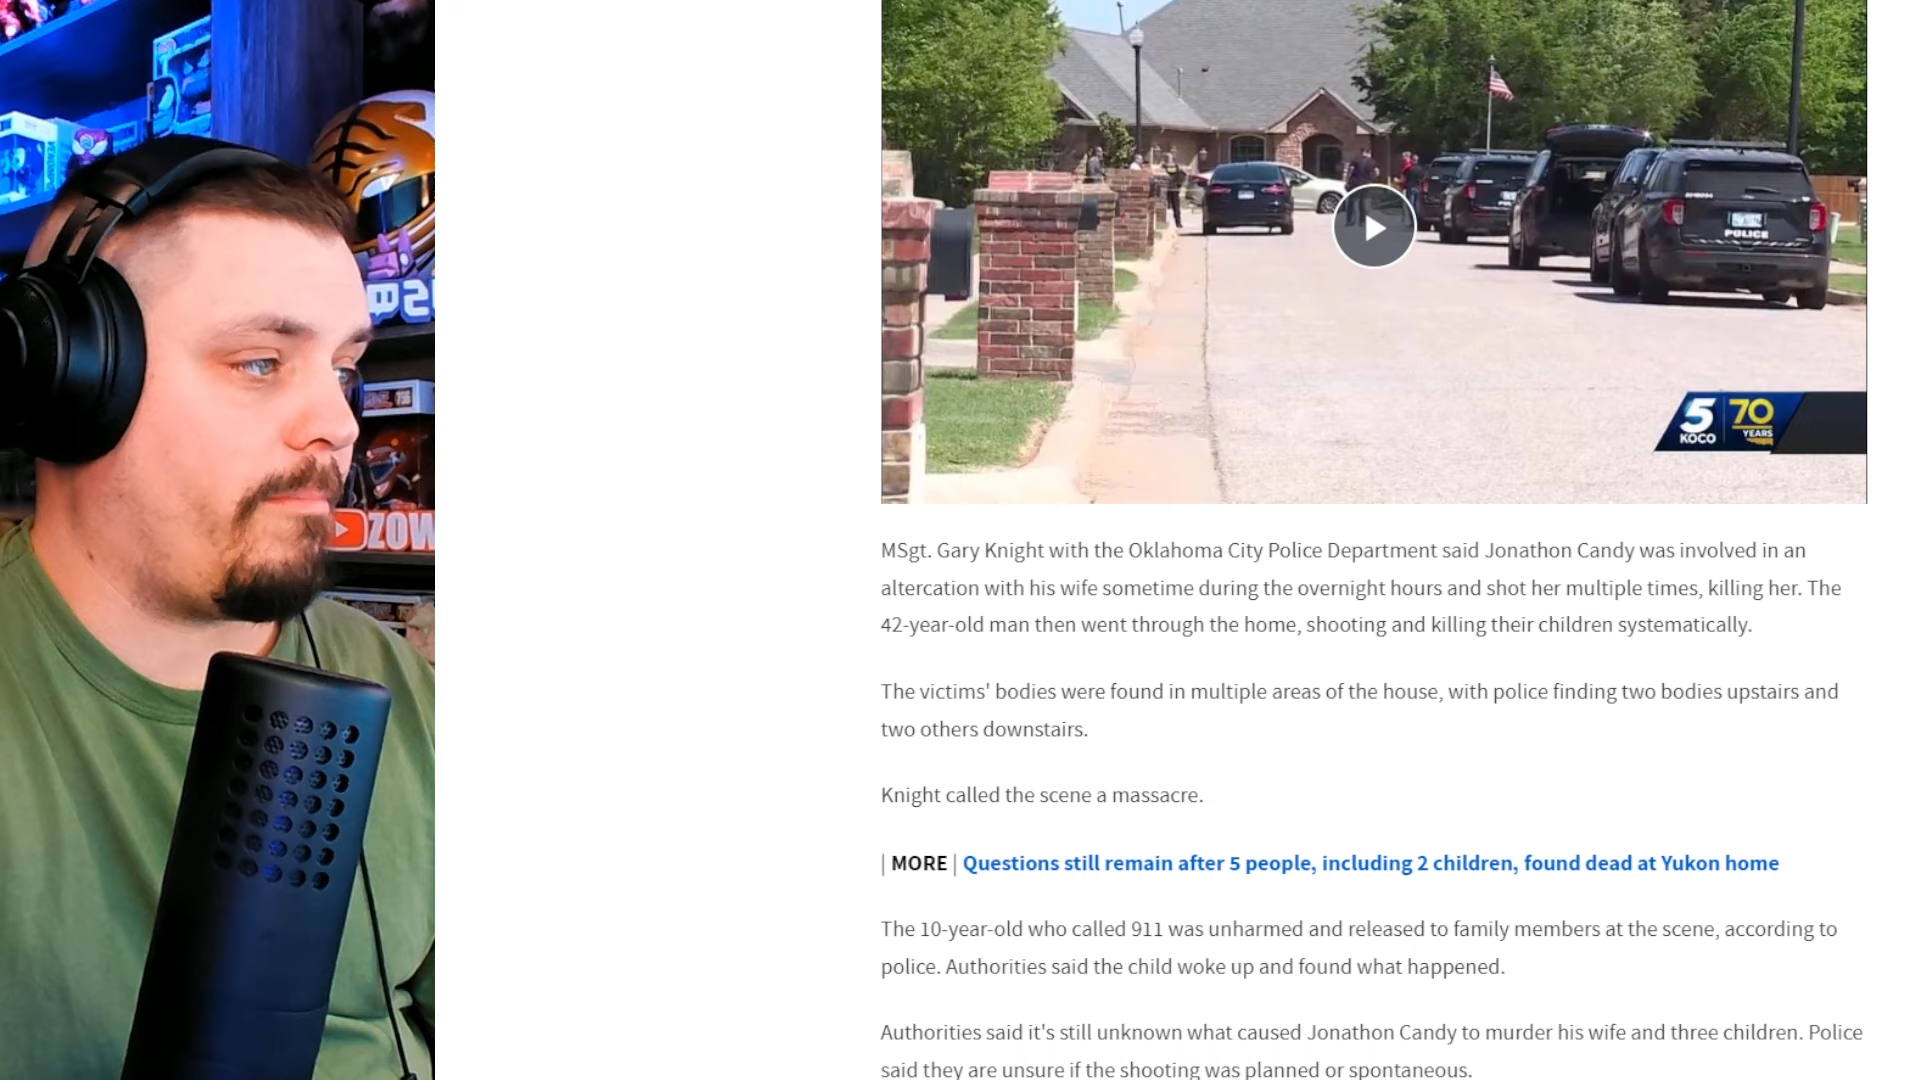 POLICE
5
KOCO
70
YEARS
ZOW
756
MSgt. Gary Knight with the Oklahoma City Police Department said Jonathon Candy was involved in an
altercation with his wife sometime during the overnight hours and shot her multiple times, killing her. The
42-year-old man then went through the home, shooting and killing their children systematically.
The victims' bodies were found in multiple areas of the house, with police finding two bodies upstairs and
two others downstairs.
Knight called the scene a massacre.
| MORE | Questions still remain after 5 people, including 2 children, found dead at Yukon home
The 10-year-old who called 911 was unharmed and released to family members at the scene, according to
police. Authorities said the child woke up and found what happened.
Authorities said it's still unknown what caused Jonathon Candy to murder his wife and three children. Police
said they are unsure if the shooting was planned or spontaneous.